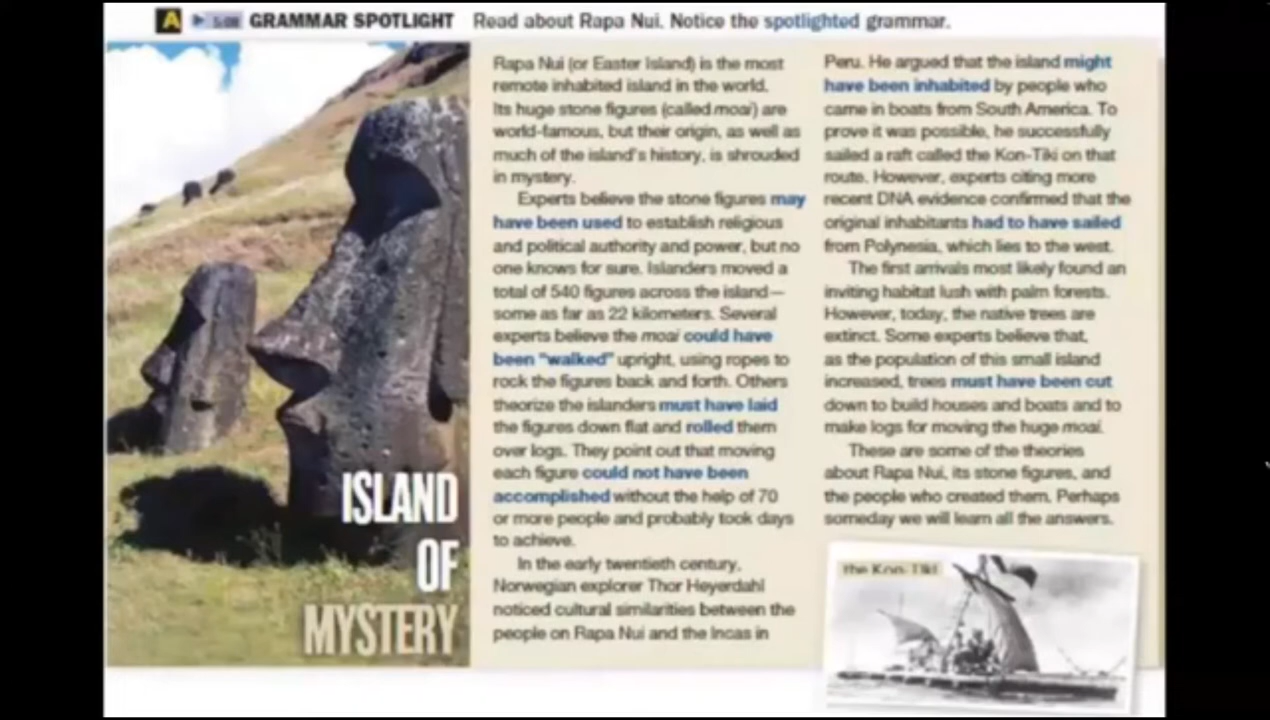 A 5:08 GRAMMAR SPOTLIGHT Read about Rapa Nui. Notice the spotlighted grammar.
Rapa Nui (or Easter Island) is the most
remote inhabited island in the world.
Its huge stone figures (called moai) are
world-famous, but their origin, as well as
much of the island's history, is shrouded
in mystery.
Experts believe the stone figures may
have been used to establish religious
and political authority and power, but no
one knows for sure. Islanders moved a
total of 540 figures across the island—
some as far as 22 kilometers. Several
experts believe the moai could have
been "walked" upright, using ropes to
rock the figures back and forth. Others
theorize the islanders must have laid
the figures down flat and rolled them
over logs. They point out that moving
each figure could not have been
accomplished without the help of 70
or more people and probably took days
to achieve.
In the early twentieth century,
Norwegian explorer Thor Heyerdahl
noticed cultural similarities between the
people on Rapa Nui and the Incas in
Peru. He argued that the island might
have been inhabited by people who
came in boats from South America. To
prove it was possible, he successfully
sailed a raft called the Kon-Tiki on that
route. However, experts citing more
recent DNA evidence confirmed that the
original inhabitants had to have sailed
from Polynesia, which lies to the west.
The first arrivals most likely found an
inviting habitat lush with palm forests.
However, today, the native trees are
extinct. Some experts believe that,
as the population of this small island
increased, trees must have been cut
down to build houses and boats and to
make logs for moving the huge moai.
These are some of the theories
about Rapa Nui, its stone figures, and
the people who created them. Perhaps
someday we will learn all the answers.
ISLAND
OF
MYSTERY
the Kon-Tiki